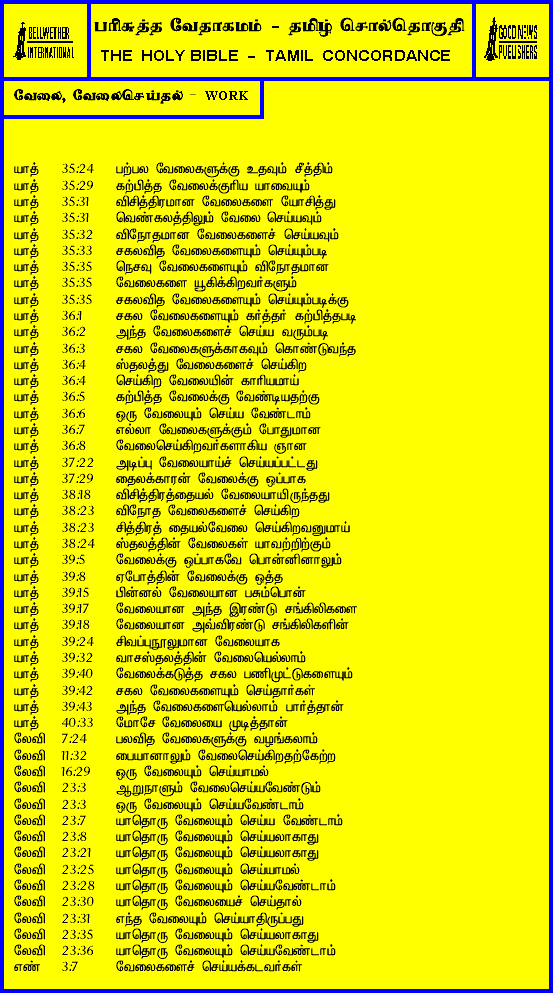 BELLWETHER
INTERNATIONAL
பரிசுத்த வேதாகமம் - தமிழ் சொல்தொகுதி
THE HOLY BIBLE - TAMIL CONCORDANCE
GOOD NEWS
PUBLISHERS
வேலை, வேலைசெய்தல் - WORK
யாத் 35:24 பற்பல வேலைகளுக்கு உதவும் சீத்திம்
யாத் 35:29 கற்பித்த வேலைக்குரிய யாவையும்
யாத் 35:31 விசித்திரமான வேலைகளை யோசித்து
யாத் 35:31 வெண்கலத்திலும் வேலை செய்யவும்
யாத் 35:32 விநோதமான வேலைகளைச் செய்யவும்
யாத் 35:33 சகலவித வேலைகளையும் செய்யும்படி
யாத் 35:35 நெசவு வேலைகளையும் விநோதமான
யாத் 35:35 வேலைகளை யூகிக்கிறவர்களும்
யாத் 35:35 சகலவித வேலைகளையும் செய்யும்படிக்கு
யாத் 36:1 சகல வேலைகளையும் கர்த்தர் கற்பித்தபடி
யாத் 36:2 அந்த வேலைகளைச் செய்ய வரும்படி
யாத் 36:3 சகல வேலைகளுக்காகவும் கொண்டுவந்த
யாத் 36:4 ஸ்தலத்து வேலைகளைச் செய்கிற
யாத் 36:4 செய்கிற வேலையின் காரியமாய்
யாத் 36:5 கற்பித்த வேலைக்கு வேண்டியதற்கு
யாத் 36:6 ஒரு வேலையும் செய்ய வேண்டாம்
யாத் 36:7 எல்லா வேலைகளுக்கும் போதுமான
யாத் 36:8 வேலைசெய்கிறவர்களாகிய ஞான
யாத் 37:22 அடிப்பு வேலையாய்ச் செய்யப்பட்டது
யாத் 37:29 தைலக்காரன் வேலைக்கு ஒப்பாக
யாத் 38:18 விசித்திரத்தையல் வேலையாயிருந்தது
யாத் 38:23 விநோத வேலைகளைச் செய்கிற
யாத் 38:23 சித்திரத் தையல்வேலை செய்கிறவனுமாய்
யாத் 38:24 ஸ்தலத்தின் வேலைகள் யாவற்றிற்கும்
யாத் 39:5 வேலைக்கு ஒப்பாகவே பொன்னினாலும்
யாத் 39:8 ஏபோத்தின் வேலைக்கு ஒத்த
யாத் 39:15 பின்னல் வேலையான பசும்பொன்
யாத் 39:17 வேலையான அந்த இரண்டு சங்கிலிகளை
யாத் 39:18 வேலையான அவ்விரண்டு சங்கிலிகளின்
யாத் 39:24 சிவப்புநூலுமான வேலையாக
யாத் 39:32 வாசஸ்தலத்தின் வேலையெல்லாம்
யாத் 39:40 வேலைக்கடுத்த சகல பணிமுட்டுகளையும்
யாத் 39:42 சகல வேலைகளையும் செய்தார்கள்
யாத் 39:43 அந்த வேலைகளையெல்லாம் பார்த்தான்
யாத் 40:33 மோசே வேலையை முடித்தான்
லேவி 7:24 பலவித வேலைகளுக்கு வழங்கலாம்
லேவி 11:32 பையானாலும் வேலைசெய்கிறதற்கேற்ற
லேவி 16:29 ஒரு வேலையும் செய்யாமல்
லேவி 23:3 ஆறுநாளும் வேலைசெய்யவேண்டும்
லேவி 23:3 ஒரு வேலையும் செய்யவேண்டாம்
லேவி 23:7 யாதொரு வேலையும் செய்ய வேண்டாம்
லேவி 23:8 யாதொரு வேலையும் செய்யலாகாது
லேவி 23:21 யாதொரு வேலையும் செய்யலாகாது
லேவி 23:25 யாதொரு வேலையும் செய்யாமல்
லேவி 23:28 யாதொரு வேலையும் செய்யவேண்டாம்
லேவி 23:30 யாதொரு வேலையைச் செய்தால்
லேவி 23:31 எந்த வேலையும் செய்யாதிருப்பது
லேவி 23:35 யாதொரு வேலையும் செய்யலாகாது
லேவி 23:36 யாதொரு வேலையும் செய்யவேண்டாம்
எண் 3:7 வேலைகளைச் செய்யக்கடவர்கள்